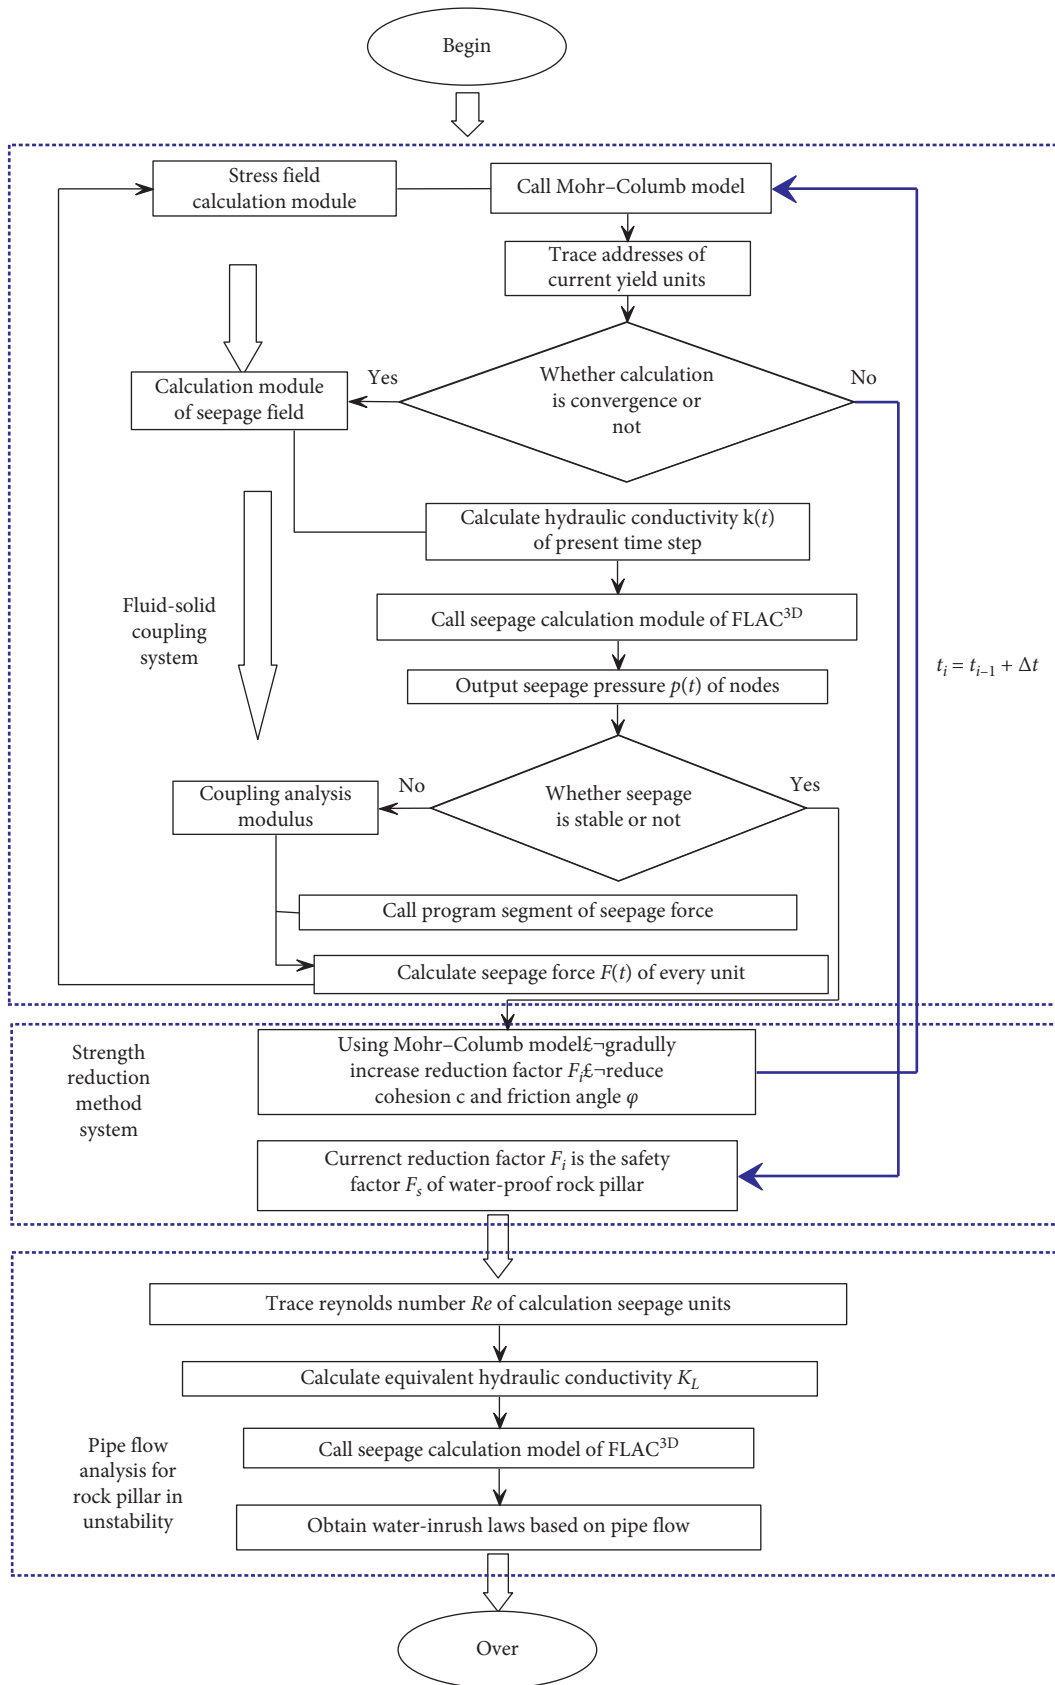 Begin
Stress field
calculation module
Call Mohr–Columb model
Trace addresses of
current yield units
Whether calculation
is convergence or
not
Yes
No
Calculation module
of seepage field
Calculate hydraulic conductivity k(t)
of present time step
Fluid-solid
coupling
system
Call seepage calculation module of FLAC3D
Output seepage pressure p(t) of nodes
t_i = t_{i–1} + Δt
Whether seepage
is stable or not
No
Yes
Coupling analysis
modulus
Call program segment of seepage force
Calculate seepage force F(t) of every unit
Strength
reduction
method
system
Using Mohr–Columb model£¬gradully
increase reduction factor F_i£¬reduce
cohesion c and friction angle φ
Currenct reduction factor F_i is the safety
factor F_s of water-proof rock pillar
Trace reynolds number Re of calculation seepage units
Calculate equivalent hydraulic conductivity K_L
Pipe flow
analysis for
rock pillar in
unstability
Call seepage calculation model of FLAC3D
Obtain water-inrush laws based on pipe flow
Over